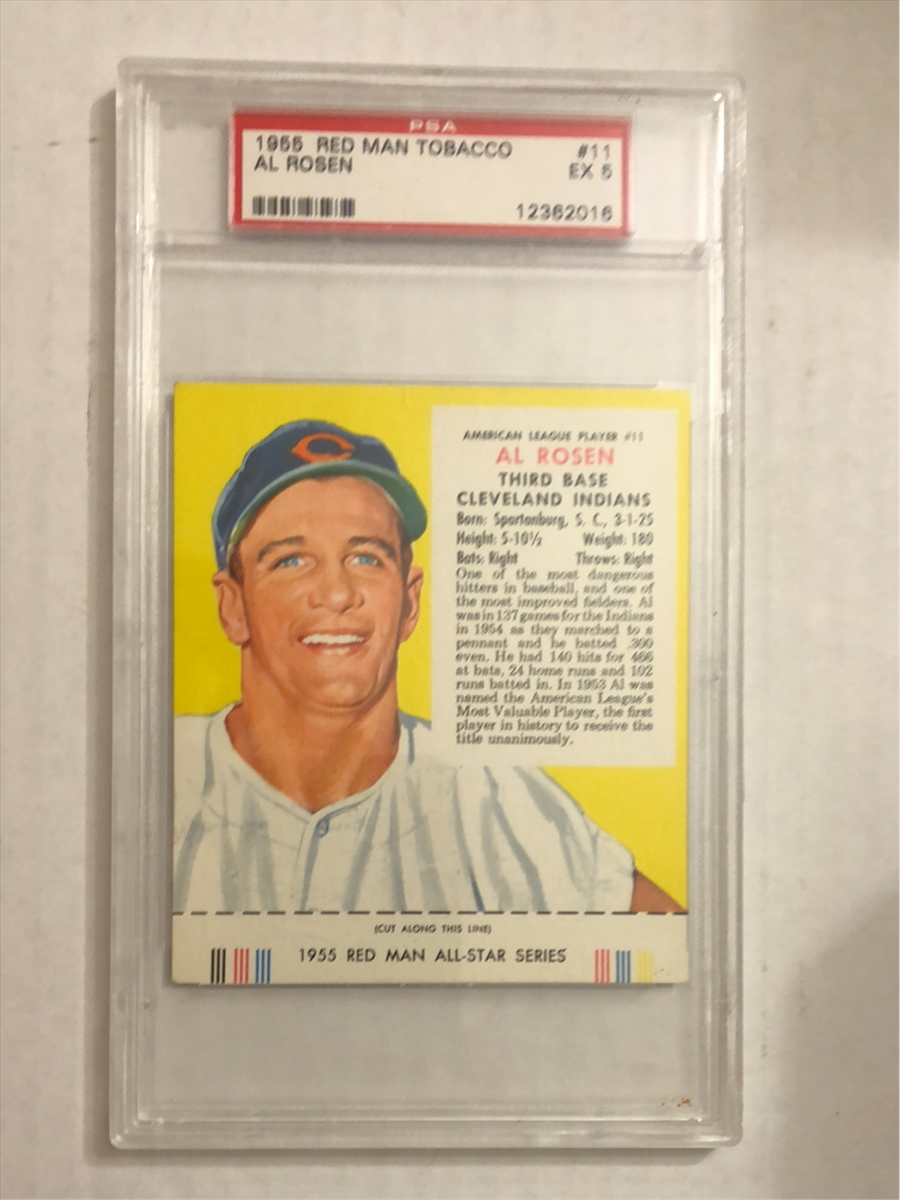 PSA
1955 RED MAN TOBACCO #11
AL ROSEN EX 5
12362016
C
AMERICAN LEAGUE PLAYER #11
AL ROSEN
THIRD BASE
CLEVELAND INDIANS
Born: Spartanburg, S. C., 3-1-25
Height: 5-10½ Weight: 180
Bats: Right Throws: Right
One of the most dangerous
hitters in baseball, and one of
the most improved fielders. Al
was in 137 games for the Indians
in 1954 as they marched to a
pennant and he batted .300
even. He had 140 hits for 466
at bats, 24 home runs and 102
runs batted in. In 1953 Al was
named the American League's
Most Valuable Player, the first
player in history to receive the
title unanimously.
(CUT ALONG THIS LINE)
1955 RED MAN ALL-STAR SERIES